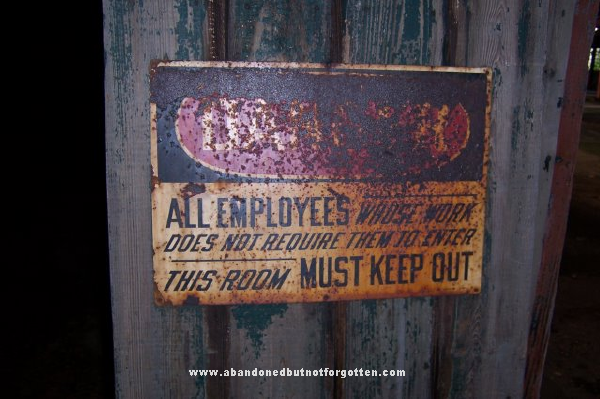 ALL EMPLOYEES WHOSE WORK
DOES NOT REQUIRE THEM TO ENTER
THIS ROOM MUST KEEP OUT
www.abandonedbutnotforgotten.com